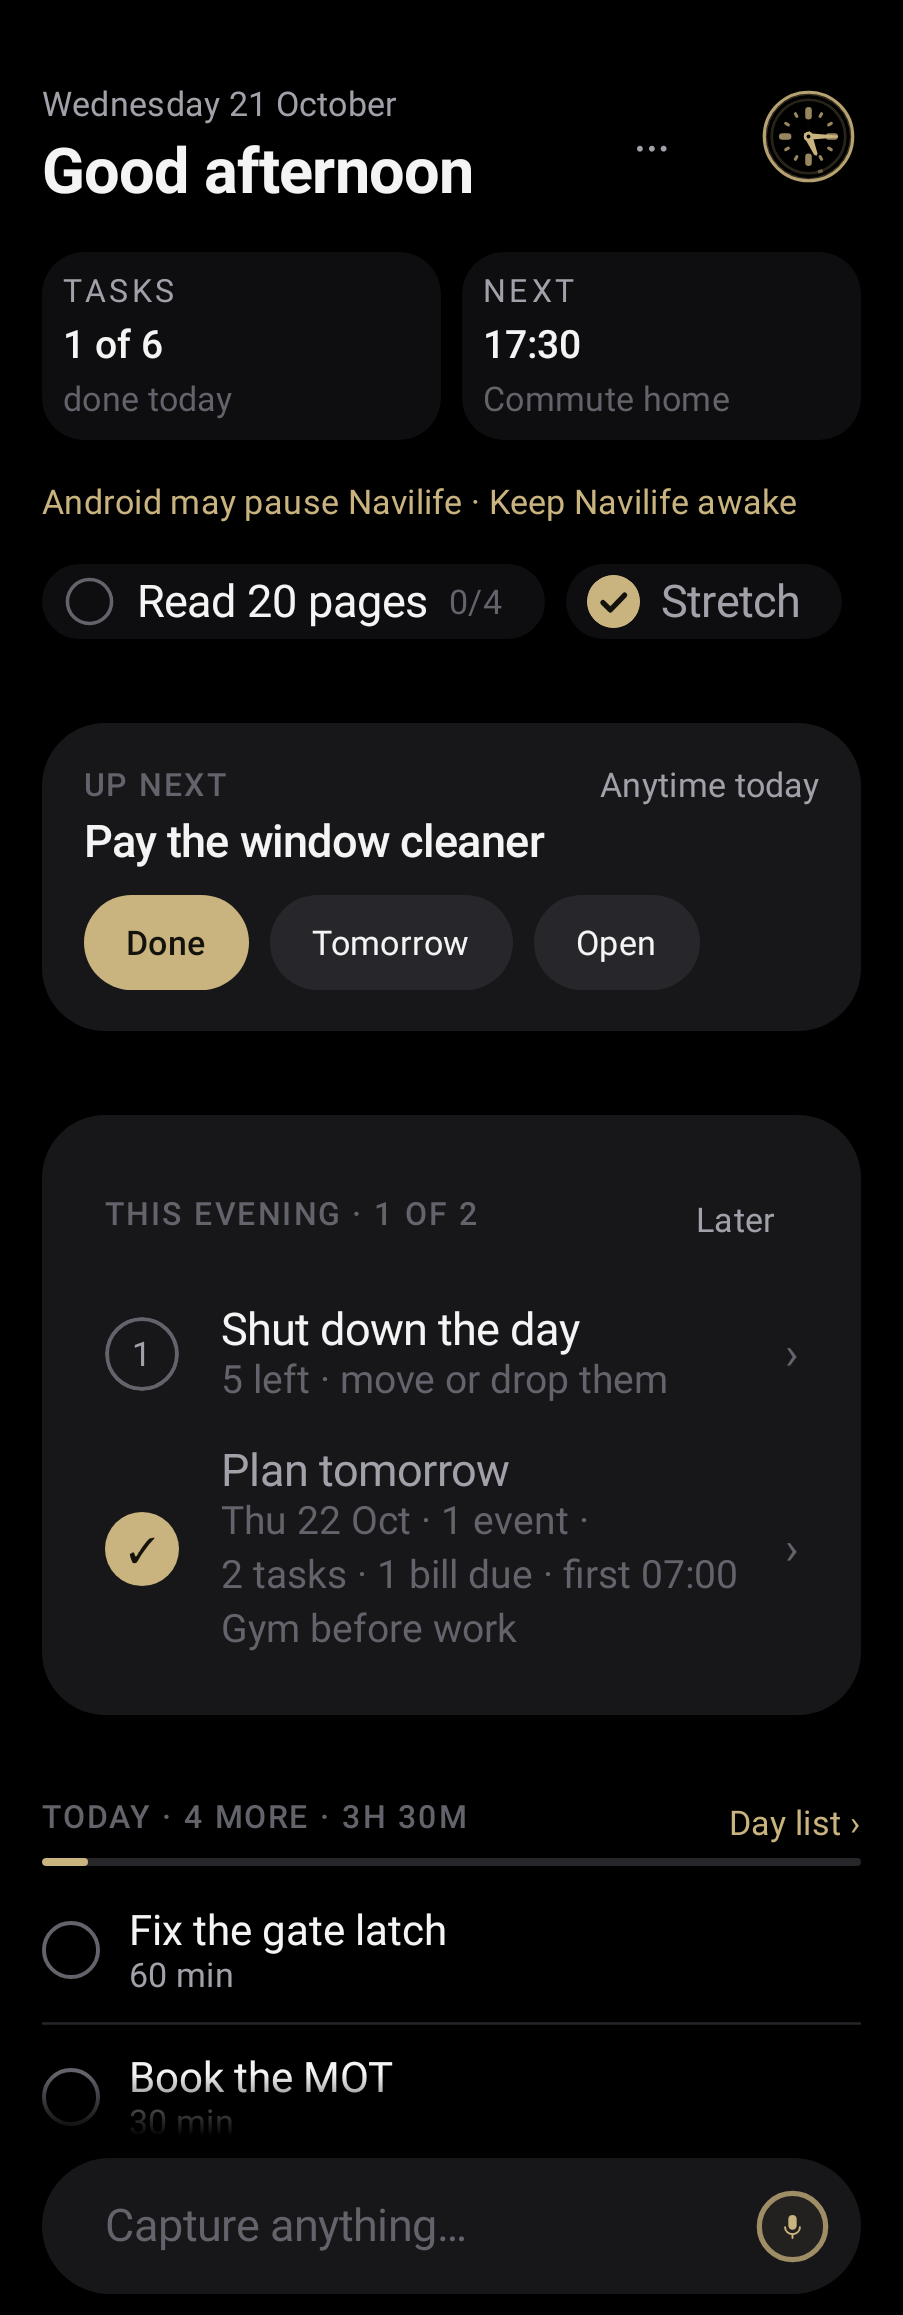 Wednesday 21 October
Good afternoon
...
TASKS
1 of 6
done today
NEXT
17:30
Commute home
Android may pause Navilife · Keep Navilife awake
Read 20 pages 0/4
Stretch
UP NEXT
Anytime today
Pay the window cleaner
Done
Tomorrow
Open
THIS EVENING · 1 OF 2
Later
1
Shut down the day
5 left · move or drop them
›
✓
Plan tomorrow
Thu 22 Oct · 1 event ·
2 tasks · 1 bill due · first 07:00
Gym before work
›
TODAY · 4 MORE · 3H 30M
Day list ›
Fix the gate latch
60 min
Book the MOT
30 min
Capture anything...